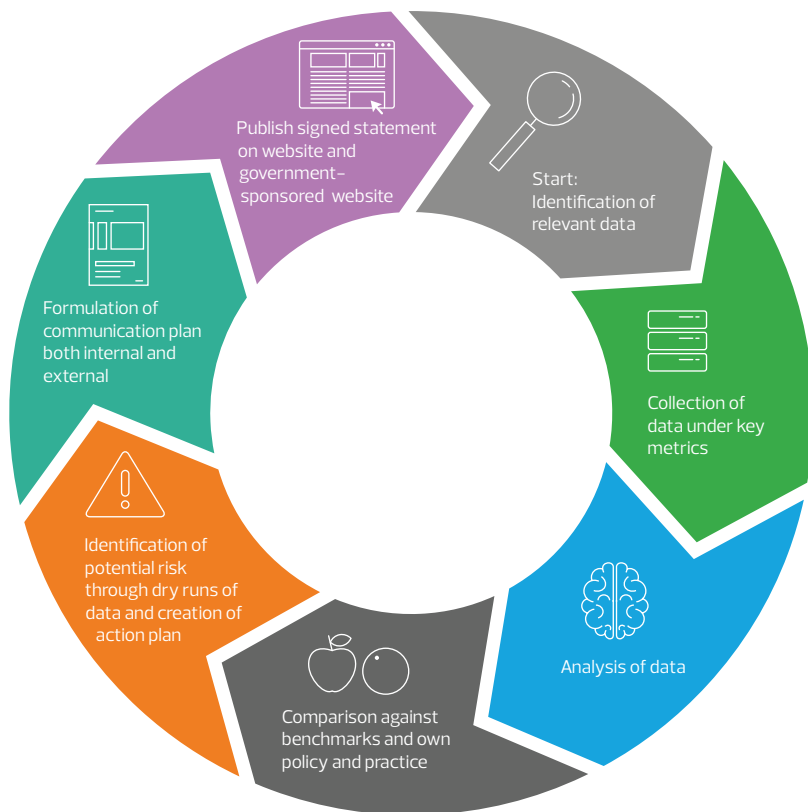 Start:
Identification of
relevant data
Collection of
data under key
metrics
Analysis of data
Comparison against
benchmarks and own
policy and practice
Identification of
potential risk
through dry runs of
data and creation of
action plan
Formulation of
communication plan
both internal and
external
Publish signed statement
on website and
government-
sponsored website